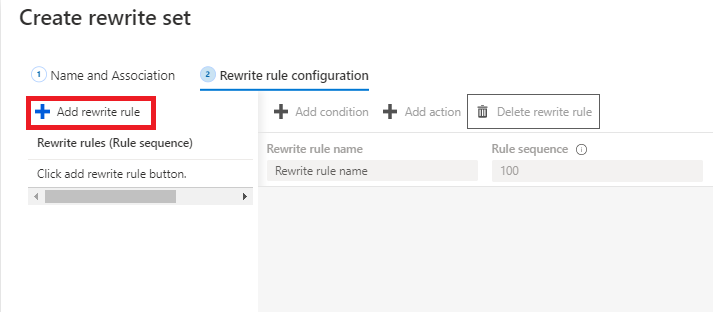 Create rewrite set
1 Name and Association
2 Rewrite rule configuration
Add rewrite rule
Add condition
Add action
Delete rewrite rule
Rewrite rules (Rule sequence)
Click add rewrite rule button.
Rewrite rule name
Rule sequence
Rewrite rule name
100